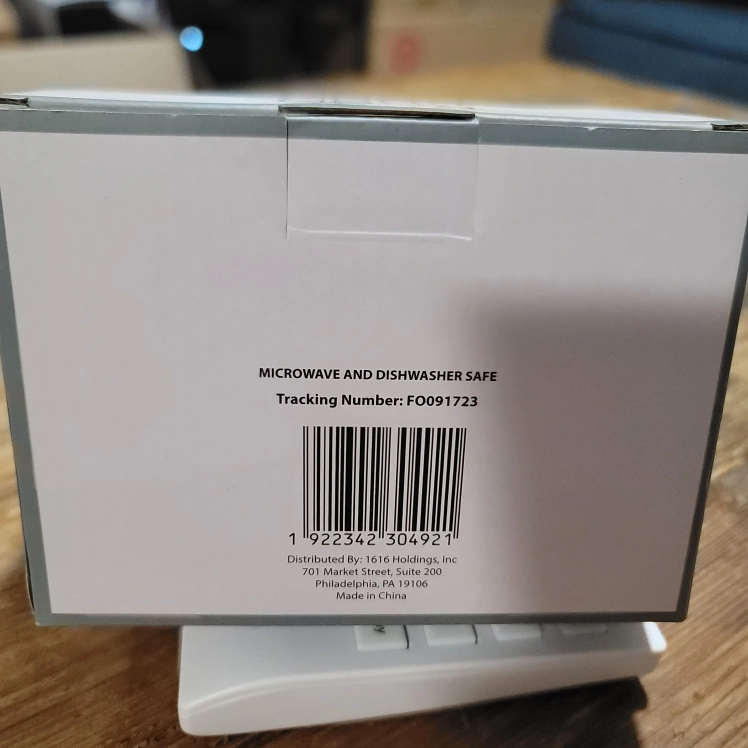 MICROWAVE AND DISHWASHER SAFE
Tracking Number: FO091723
1 922342 304921
Distributed By: 1616 Holdings, Inc
701 Market Street, Suite 200
Philadelphia, PA 19106
Made in China